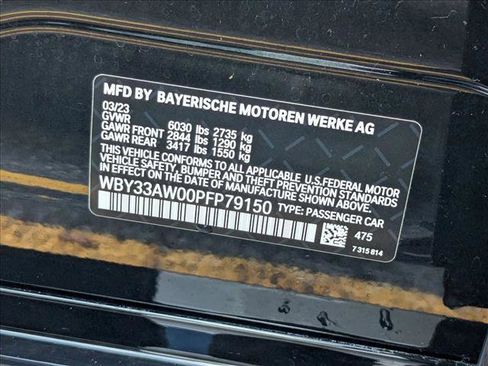 MFD BY BAYERISCHE MOTOREN WERKE AG
03/23
GVWR 6030 lbs 2735 kg
GAWR FRONT 2844 lbs 1290 kg
GAWR REAR 3417 lbs 1550 kg
THIS VEHICLE CONFORMS TO ALL APPLICABLE U.S.FEDERAL MOTOR
VEHICLE SAFETY, BUMPER AND THEFT PREVENTION STANDARDS
IN EFFECT ON THE DATE OF MANUFACTURE SHOWN ABOVE.
WBY33AW00PFP79150 TYPE: PASSENGER CAR
475
7 315 814